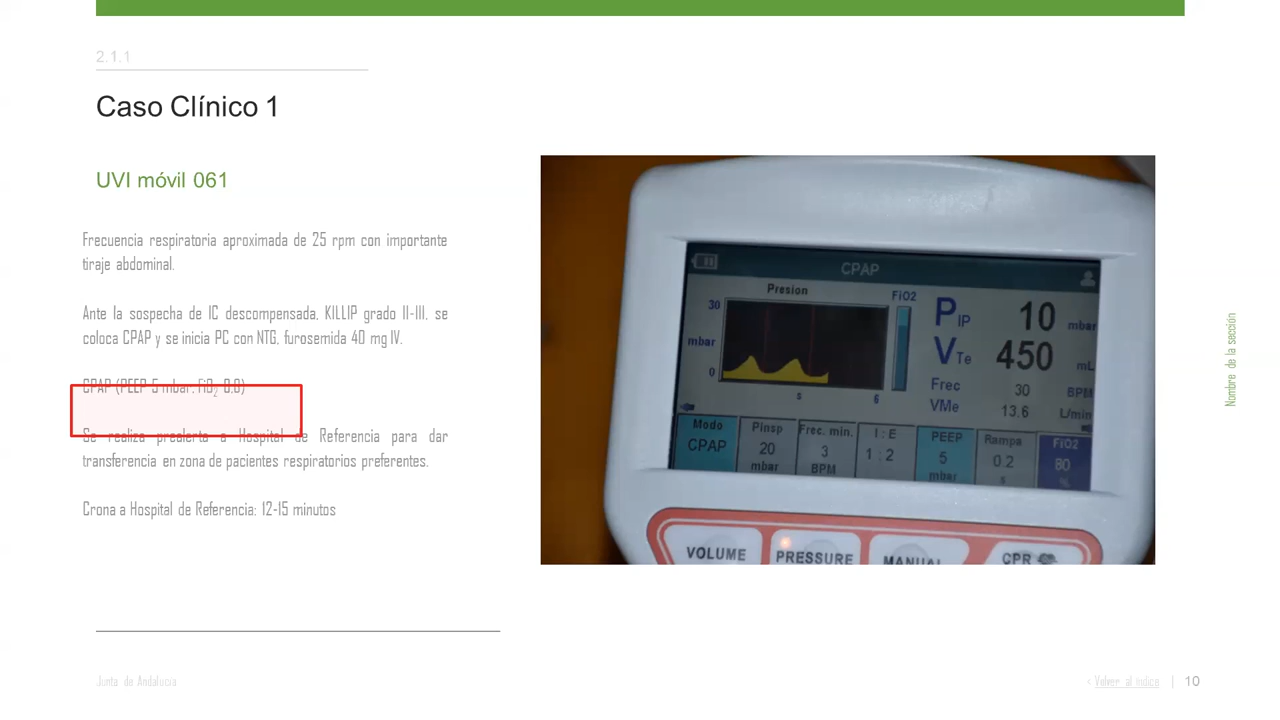 2.1.1
Caso Clínico 1
UVI móvil 061
Frecuencia respiratoria aproximada de 25 rpm con importante
tiraje abdominal.
Ante la sospecha de IC descompensada, KILLIP grado II-III, se
coloca CPAP y se inicia PC con NTG, furosemida 40 mg IV.
CPAP (PEEP 5 mbar, FiO2 0.8)
Se realiza prealerta a Hospital de Referencia para dar
transferencia en zona de pacientes respiratorios preferentes.
Crona a Hospital de Referencia: 12-15 minutos
CPAP
Presion
FiO2
30
mbar
0
s
6
PIP 10 mbar
VTe 450 mL
Frec 30 BPM
VMe 13.6 L/min
Modo
CPAP
Pinsp
20
mbar
Frec. min.
3
BPM
I : E
1 : 2
PEEP
5
mbar
Rampa
0.2
s
FiO2
80
%
VOLUME
PRESSURE
MANUAL
CPR
Nombre de la sección
Junta de Andalucía
< Volver al índice | 10